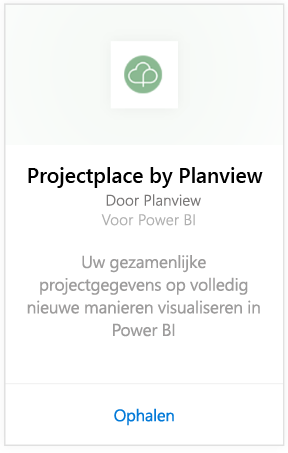 Projectplace by Planview
Door Planview
Voor Power BI
Uw gezamenlijke
projectgegevens op volledig
nieuwe manieren visualiseren in
Power BI
Ophalen